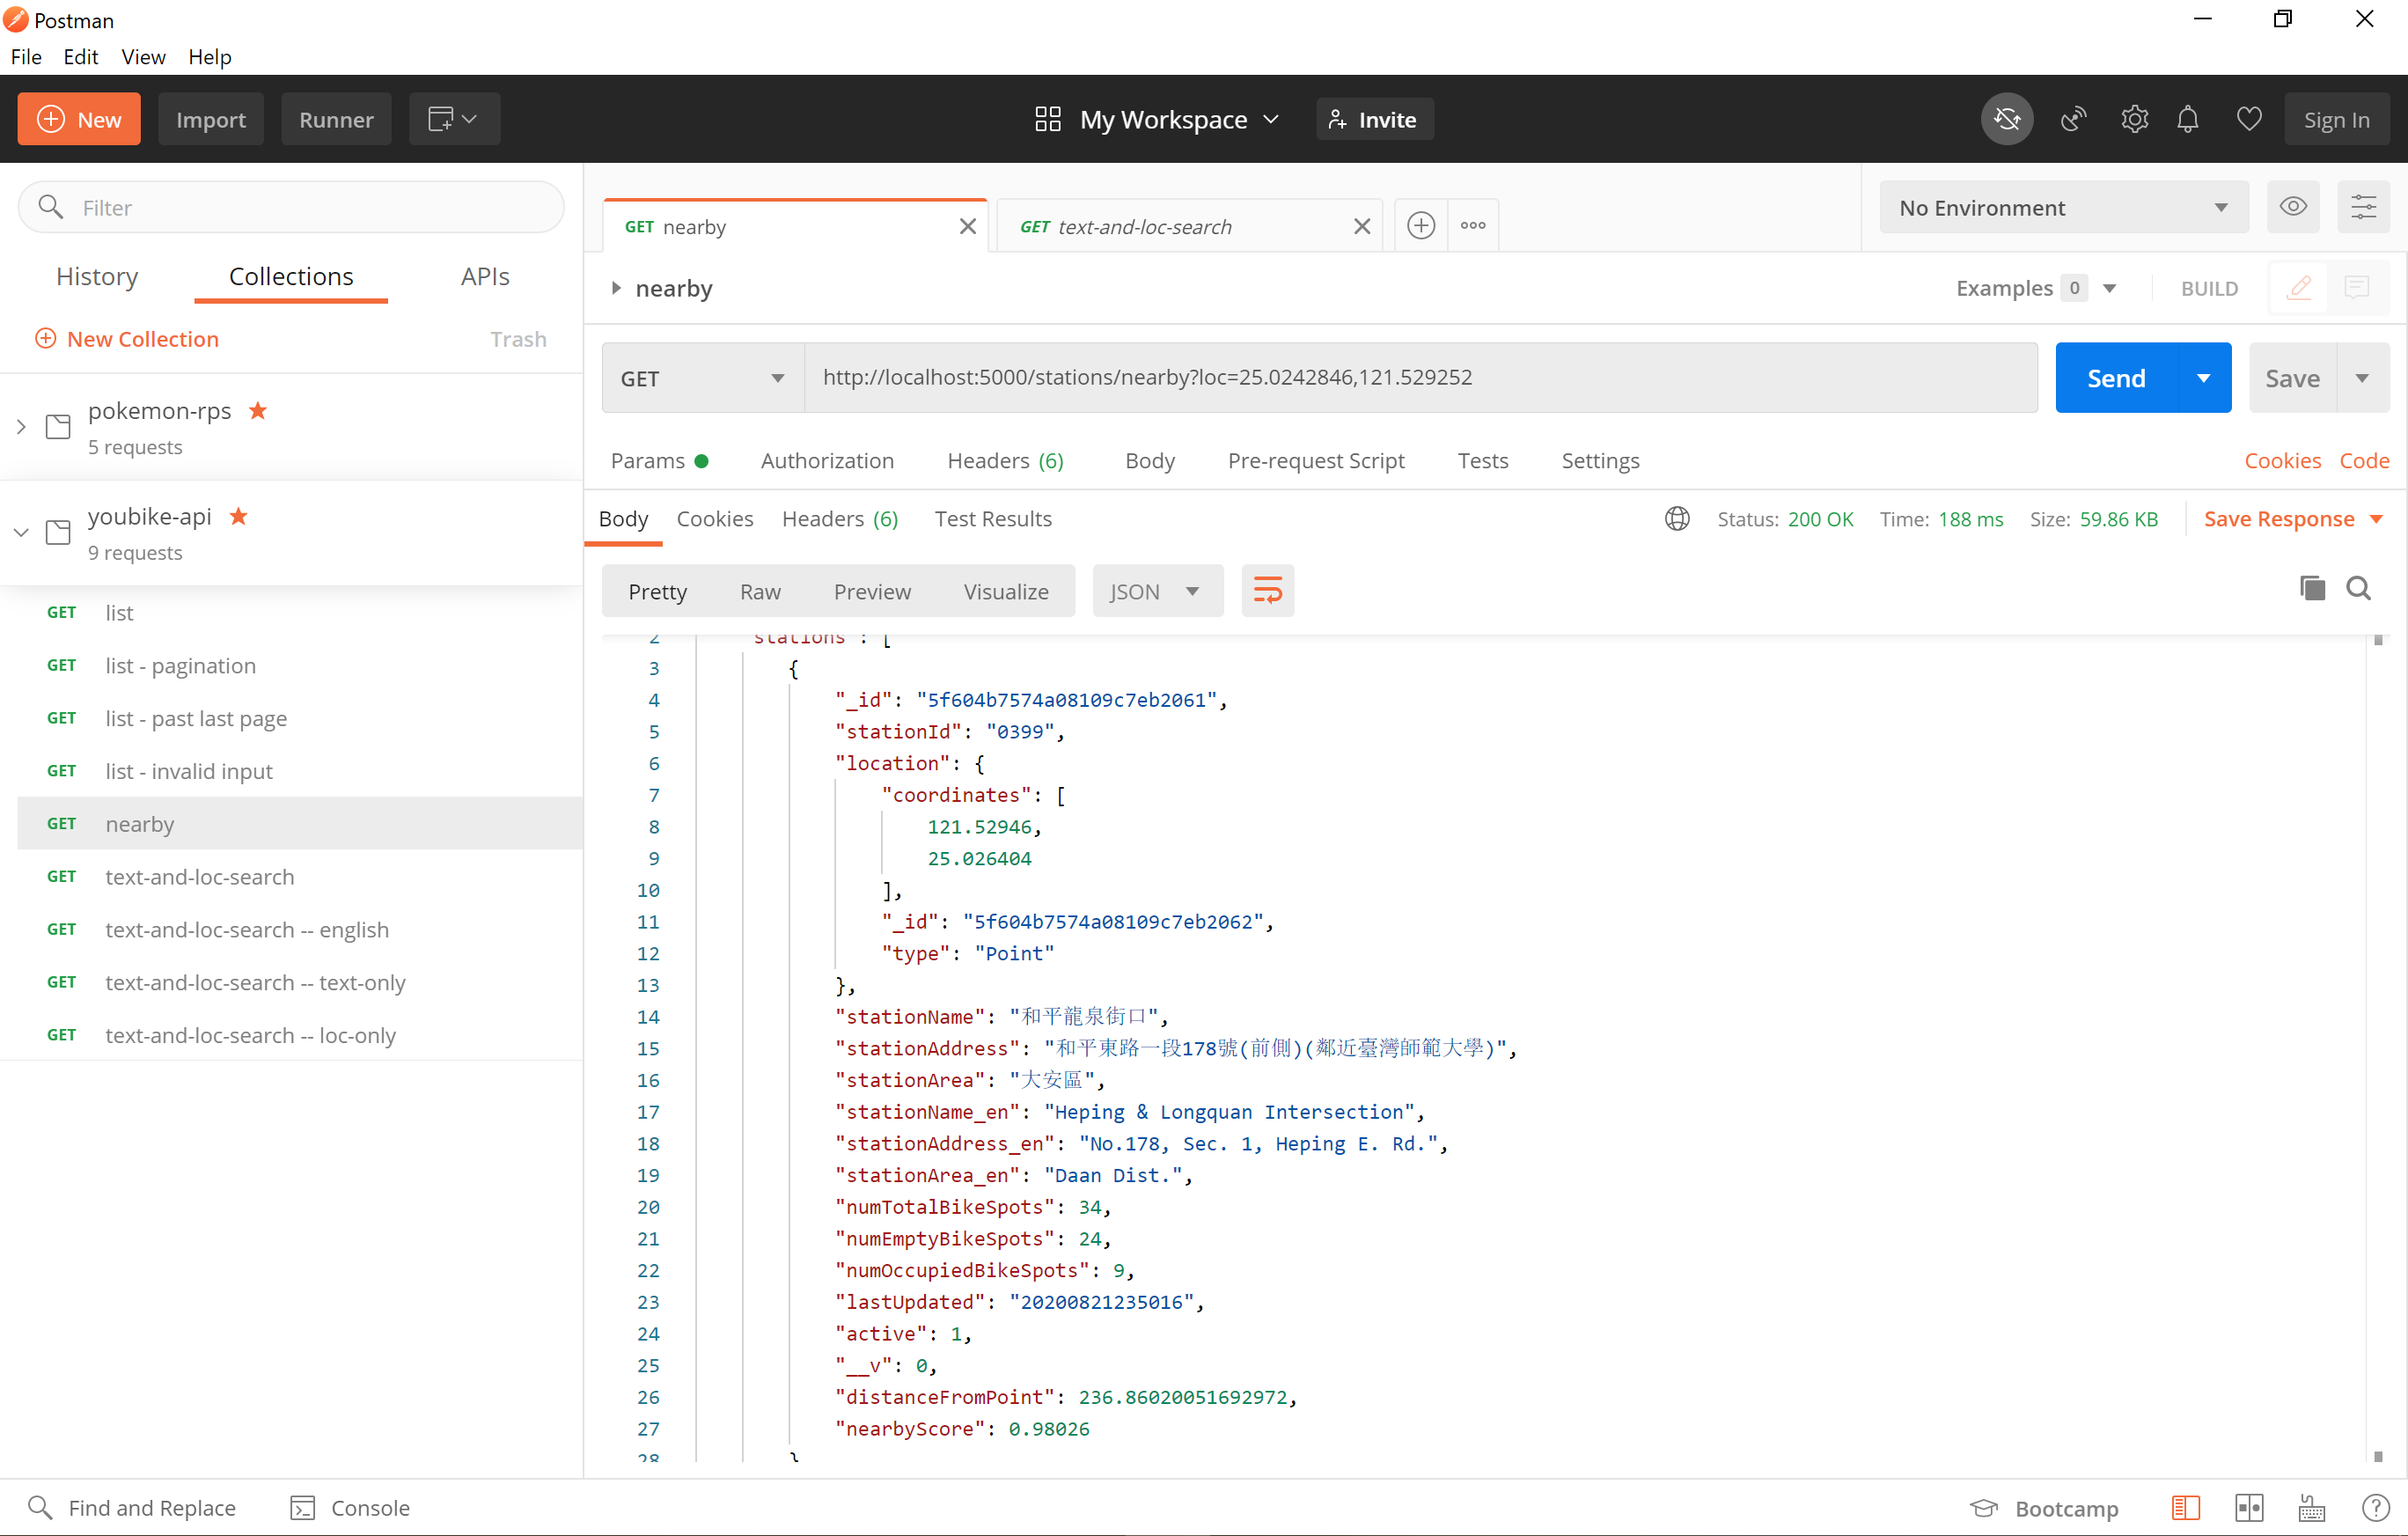 Postman
File Edit View Help
New Import Runner My Workspace Invite Sign In
Filter
History Collections APIs
New Collection Trash
pokemon-rps
5 requests
youbike-api
9 requests
GET list
GET list - pagination
GET list - past last page
GET list - invalid input
GET nearby
GET text-and-loc-search
GET text-and-loc-search -- english
GET text-and-loc-search -- text-only
GET text-and-loc-search -- loc-only
GET nearby GET text-and-loc-search
No Environment
nearby Examples 0 BUILD
GET http://localhost:5000/stations/nearby?loc=25.0242846,121.529252 Send Save
Params Authorization Headers (6) Body Pre-request Script Tests Settings Cookies Code
Body Cookies Headers (6) Test Results Status: 200 OK Time: 188 ms Size: 59.86 KB Save Response
Pretty Raw Preview Visualize JSON
2 stations : [
3 {
4 "_id": "5f604b7574a08109c7eb2061",
5 "stationId": "0399",
6 "location": {
7 "coordinates": [
8 121.52946,
9 25.026404
10 ],
11 "_id": "5f604b7574a08109c7eb2062",
12 "type": "Point"
13 },
14 "stationName": "和平龍泉街口",
15 "stationAddress": "和平東路一段178號(前側)(鄰近臺灣師範大學)",
16 "stationArea": "大安區",
17 "stationName_en": "Heping & Longquan Intersection",
18 "stationAddress_en": "No.178, Sec. 1, Heping E. Rd.",
19 "stationArea_en": "Daan Dist.",
20 "numTotalBikeSpots": 34,
21 "numEmptyBikeSpots": 24,
22 "numOccupiedBikeSpots": 9,
23 "lastUpdated": "20200821235016",
24 "active": 1,
25 "__v": 0,
26 "distanceFromPoint": 236.86020051692972,
27 "nearbyScore": 0.98026
28 }
Find and Replace Console Bootcamp